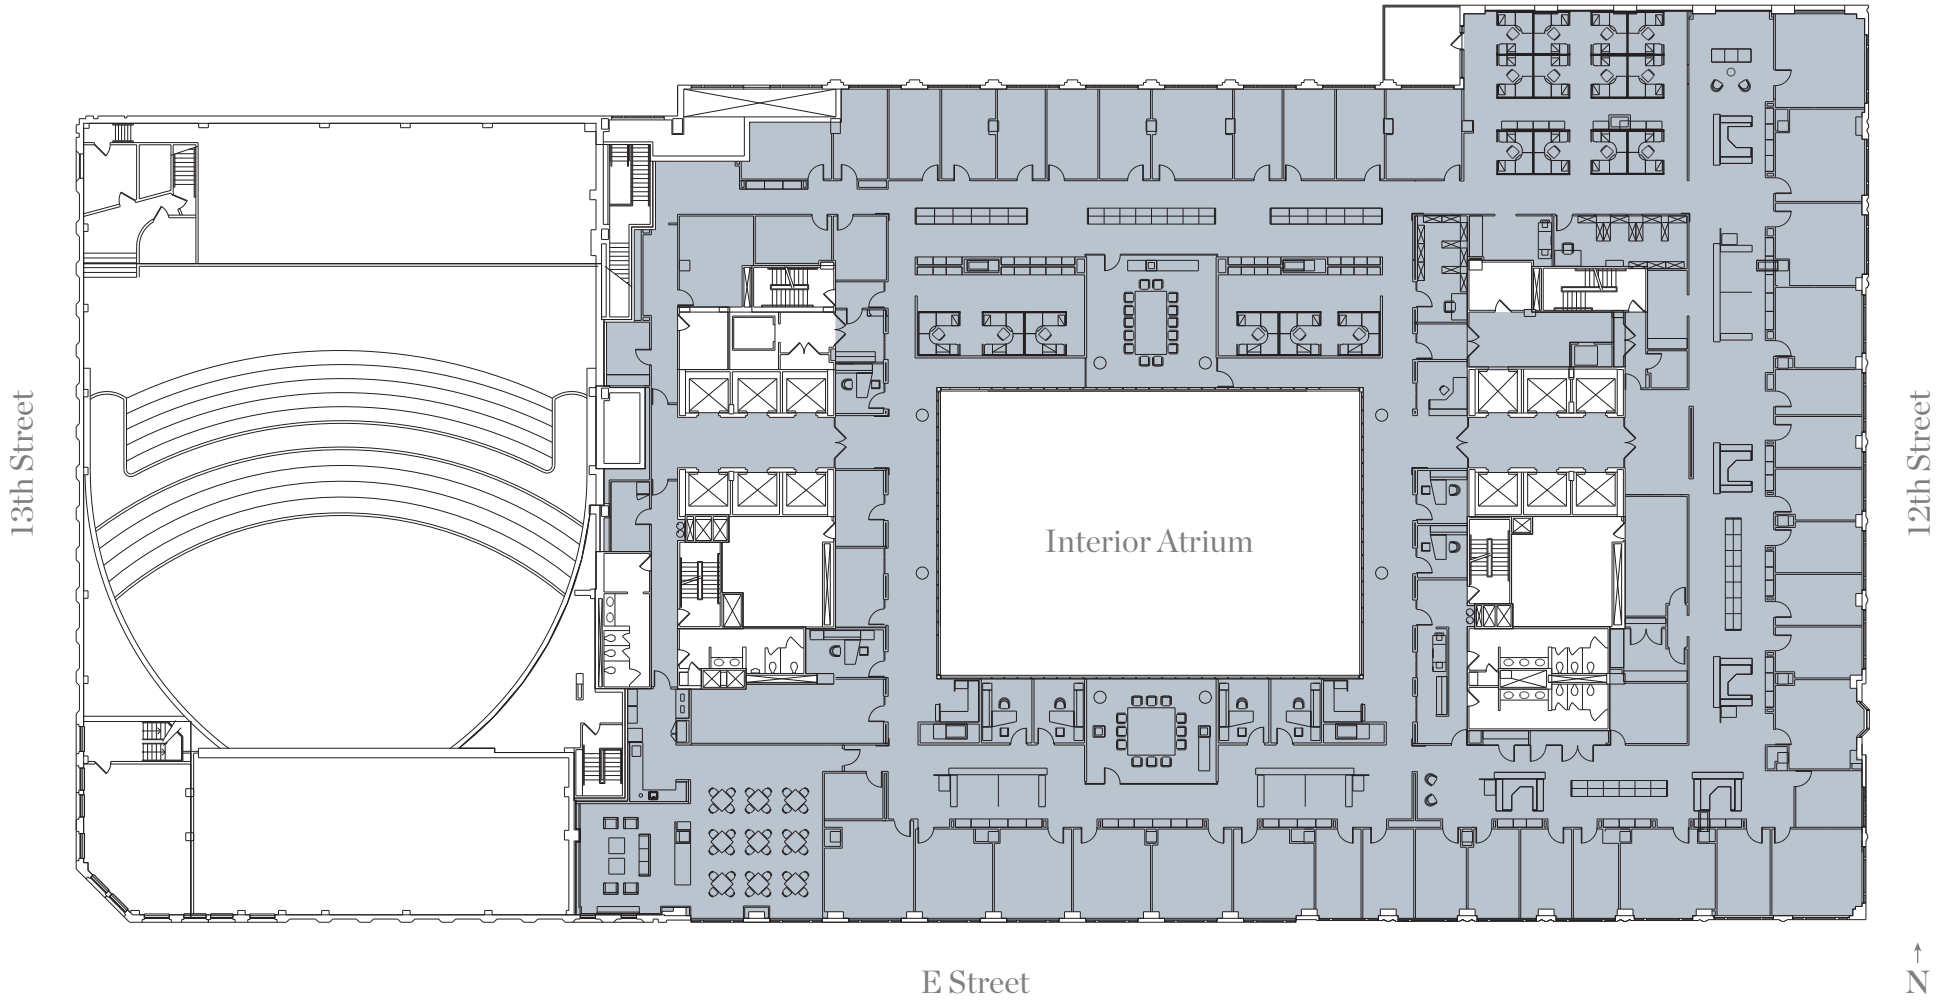 13th Street
Interior Atrium
12th Street
E Street
N